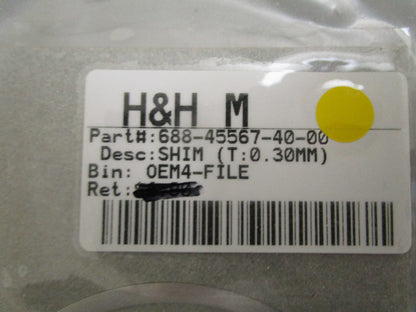 H&H M
Part#:688-45567-40-00
Desc:SHIM (T:0.30MM)
Bin: OEM4-FILE
Ret: